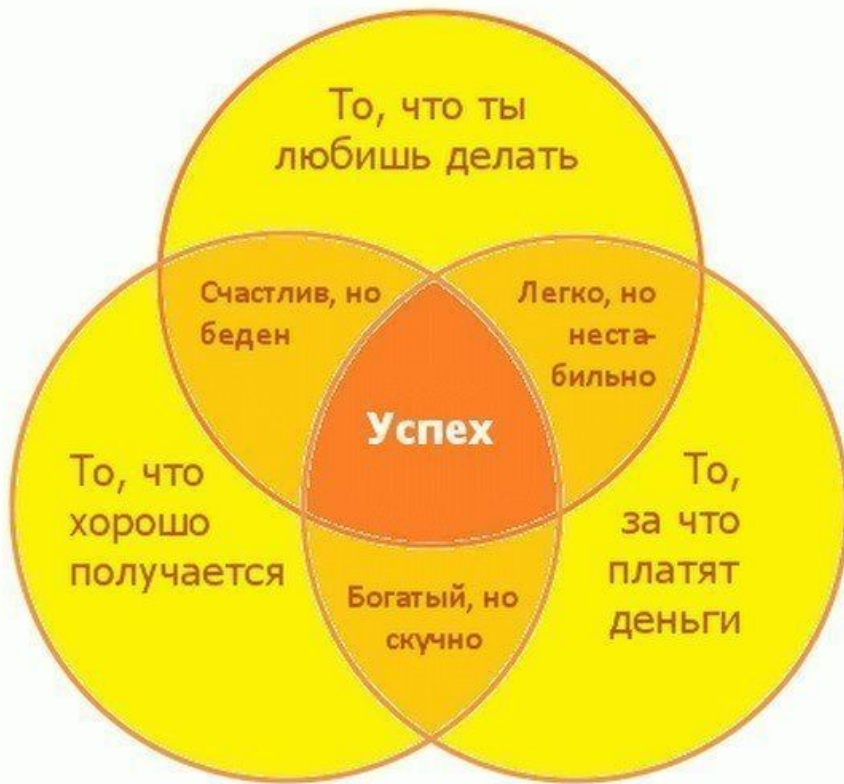 То, что ты
любишь делать
Счастлив, но
беден
Легко, но
неста-
бильно
Успех
То, что
хорошо
получается
То,
за что
платят
деньги
Богатый, но
скучно